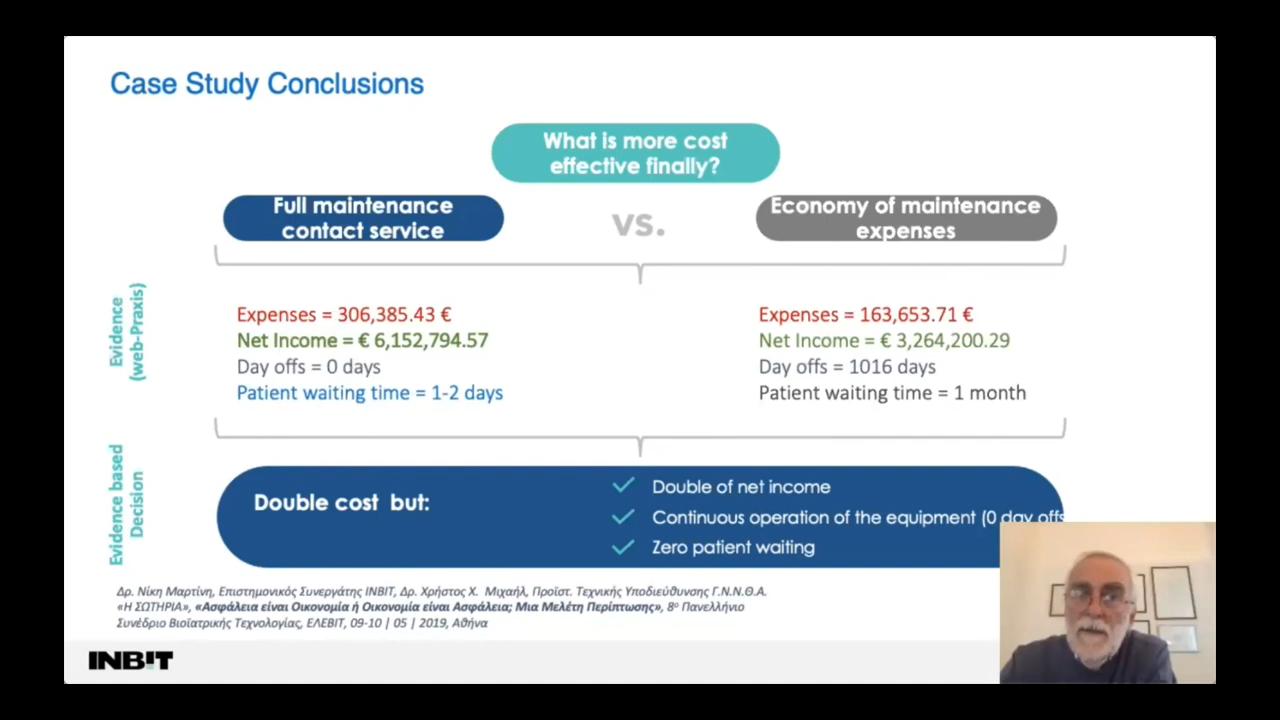 Case Study Conclusions
What is more cost
effective finally?
Full maintenance
contact service
vs.
Economy of maintenance
expenses
Evidence
(web-Praxis)
Expenses = 306,385.43 €
Net Income = € 6,152,794.57
Day offs = 0 days
Patient waiting time = 1-2 days
Expenses = 163,653.71 €
Net Income = € 3,264,200.29
Day offs = 1016 days
Patient waiting time = 1 month
Evidence based
Decision
Double cost but:
Double of net income
Continuous operation of the equipment (0 day offs
Zero patient waiting
Δρ. Νίκη Μαρτίνη, Επιστημονικός Συνεργάτης ΙΝΒΙΤ, Δρ. Χρήστος Χ. Μιχαήλ, Προϊστ. Τεχνικής Υποδιεύθυνσης Γ.Ν.Ν.Θ.Α.
«Η ΣΩΤΗΡΙΑ», «Ασφάλεια είναι Οικονομία ή Οικονομία είναι Ασφάλεια; Μια Μελέτη Περίπτωσης», 8ο Πανελλήνιο
Συνέδριο Βιοϊατρικής Τεχνολογίας, ΕΛΕΒΙΤ, 09-10 | 05 | 2019, Αθήνα
INBIT